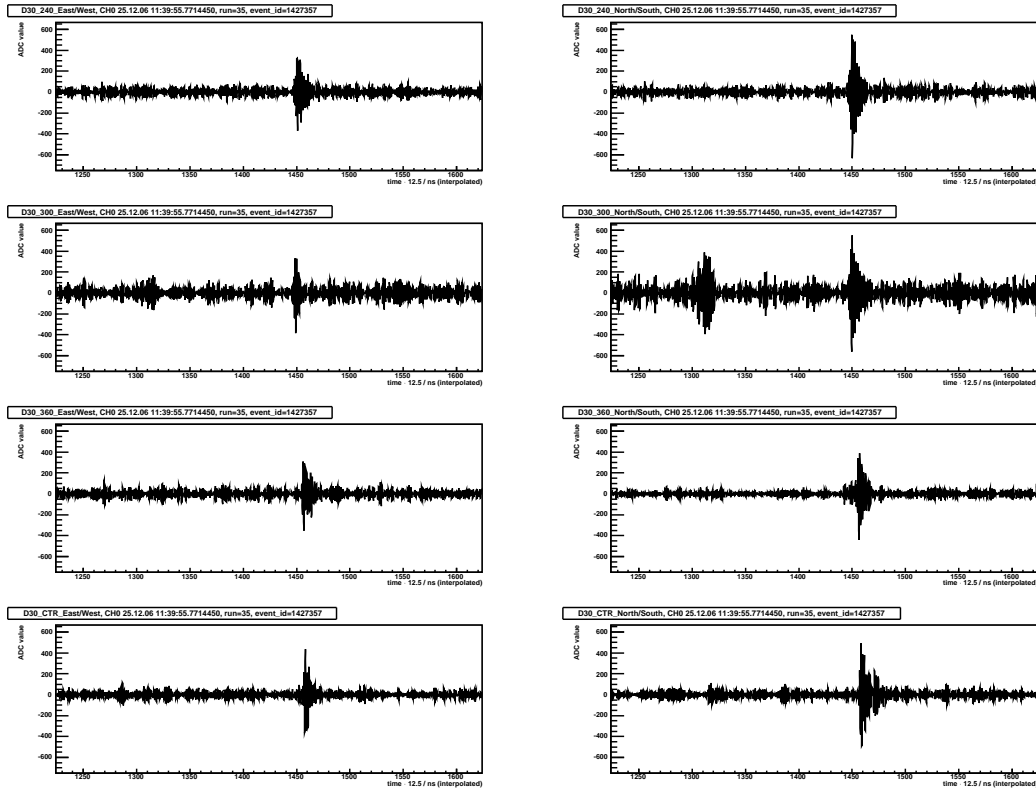 D30_240_East/West, CH0 25.12.06 11:39:55.7714450, run=35, event_id=1427357
ADC value
600
400
200
0
-200
-400
-600
1250 1300 1350 1400 1450 1500 1550 1600
time - 12.5 / ns (interpolated)
D30_240_North/South, CH0 25.12.06 11:39:55.7714450, run=35, event_id=1427357
ADC value
600
400
200
0
-200
-400
-600
1250 1300 1350 1400 1450 1500 1550 1600
time - 12.5 / ns (interpolated)
D30_300_East/West, CH0 25.12.06 11:39:55.7714450, run=35, event_id=1427357
ADC value
600
400
200
0
-200
-400
-600
1250 1300 1350 1400 1450 1500 1550 1600
time - 12.5 / ns (interpolated)
D30_300_North/South, CH0 25.12.06 11:39:55.7714450, run=35, event_id=1427357
ADC value
600
400
200
0
-200
-400
-600
1250 1300 1350 1400 1450 1500 1550 1600
time - 12.5 / ns (interpolated)
D30_360_East/West, CH0 25.12.06 11:39:55.7714450, run=35, event_id=1427357
ADC value
600
400
200
0
-200
-400
-600
1250 1300 1350 1400 1450 1500 1550 1600
time - 12.5 / ns (interpolated)
D30_360_North/South, CH0 25.12.06 11:39:55.7714450, run=35, event_id=1427357
ADC value
600
400
200
0
-200
-400
-600
1250 1300 1350 1400 1450 1500 1550 1600
time - 12.5 / ns (interpolated)
D30_CTR_East/West, CH0 25.12.06 11:39:55.7714450, run=35, event_id=1427357
ADC value
600
400
200
0
-200
-400
-600
1250 1300 1350 1400 1450 1500 1550 1600
time - 12.5 / ns (interpolated)
D30_CTR_North/South, CH0 25.12.06 11:39:55.7714450, run=35, event_id=1427357
ADC value
600
400
200
0
-200
-400
-600
1250 1300 1350 1400 1450 1500 1550 1600
time - 12.5 / ns (interpolated)